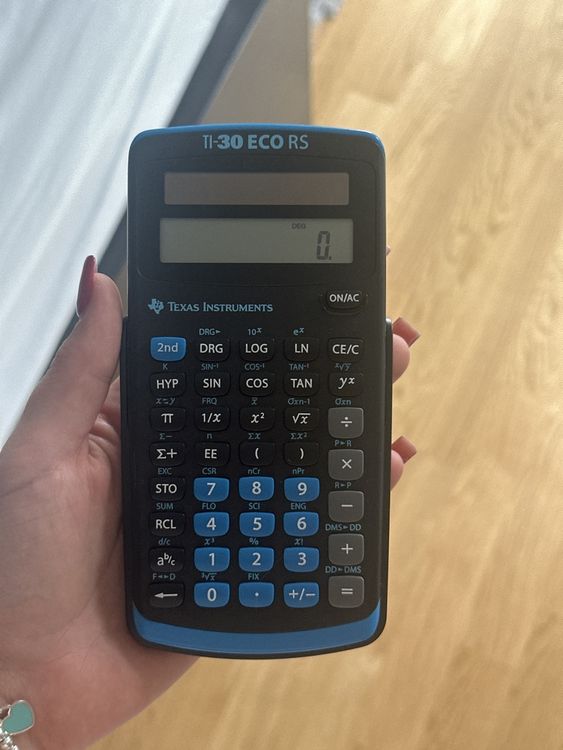 TI-30 ECO RS
DEG
0.
TEXAS INSTRUMENTS
ON/AC
DRG► 10ˣ eˣ
2nd DRG LOG LN CE/C
K SIN⁻¹ COS⁻¹ TAN⁻¹ ˣ√y
HYP SIN COS TAN yˣ
x⇄y FRQ x̄ σxn-1 σxn
π 1/x x² √x ÷
Σ− n Σx Σx² P►R
Σ+ EE ( ) ×
EXC CSR nCr nPr R►P
STO 7 8 9 −
SUM FLO SCI ENG DMS►DD
RCL 4 5 6 +
d/c x³ % x! DD►DMS
aᵇ/c 1 2 3 =
F◄►D ³√x FIX
← 0 . +/−